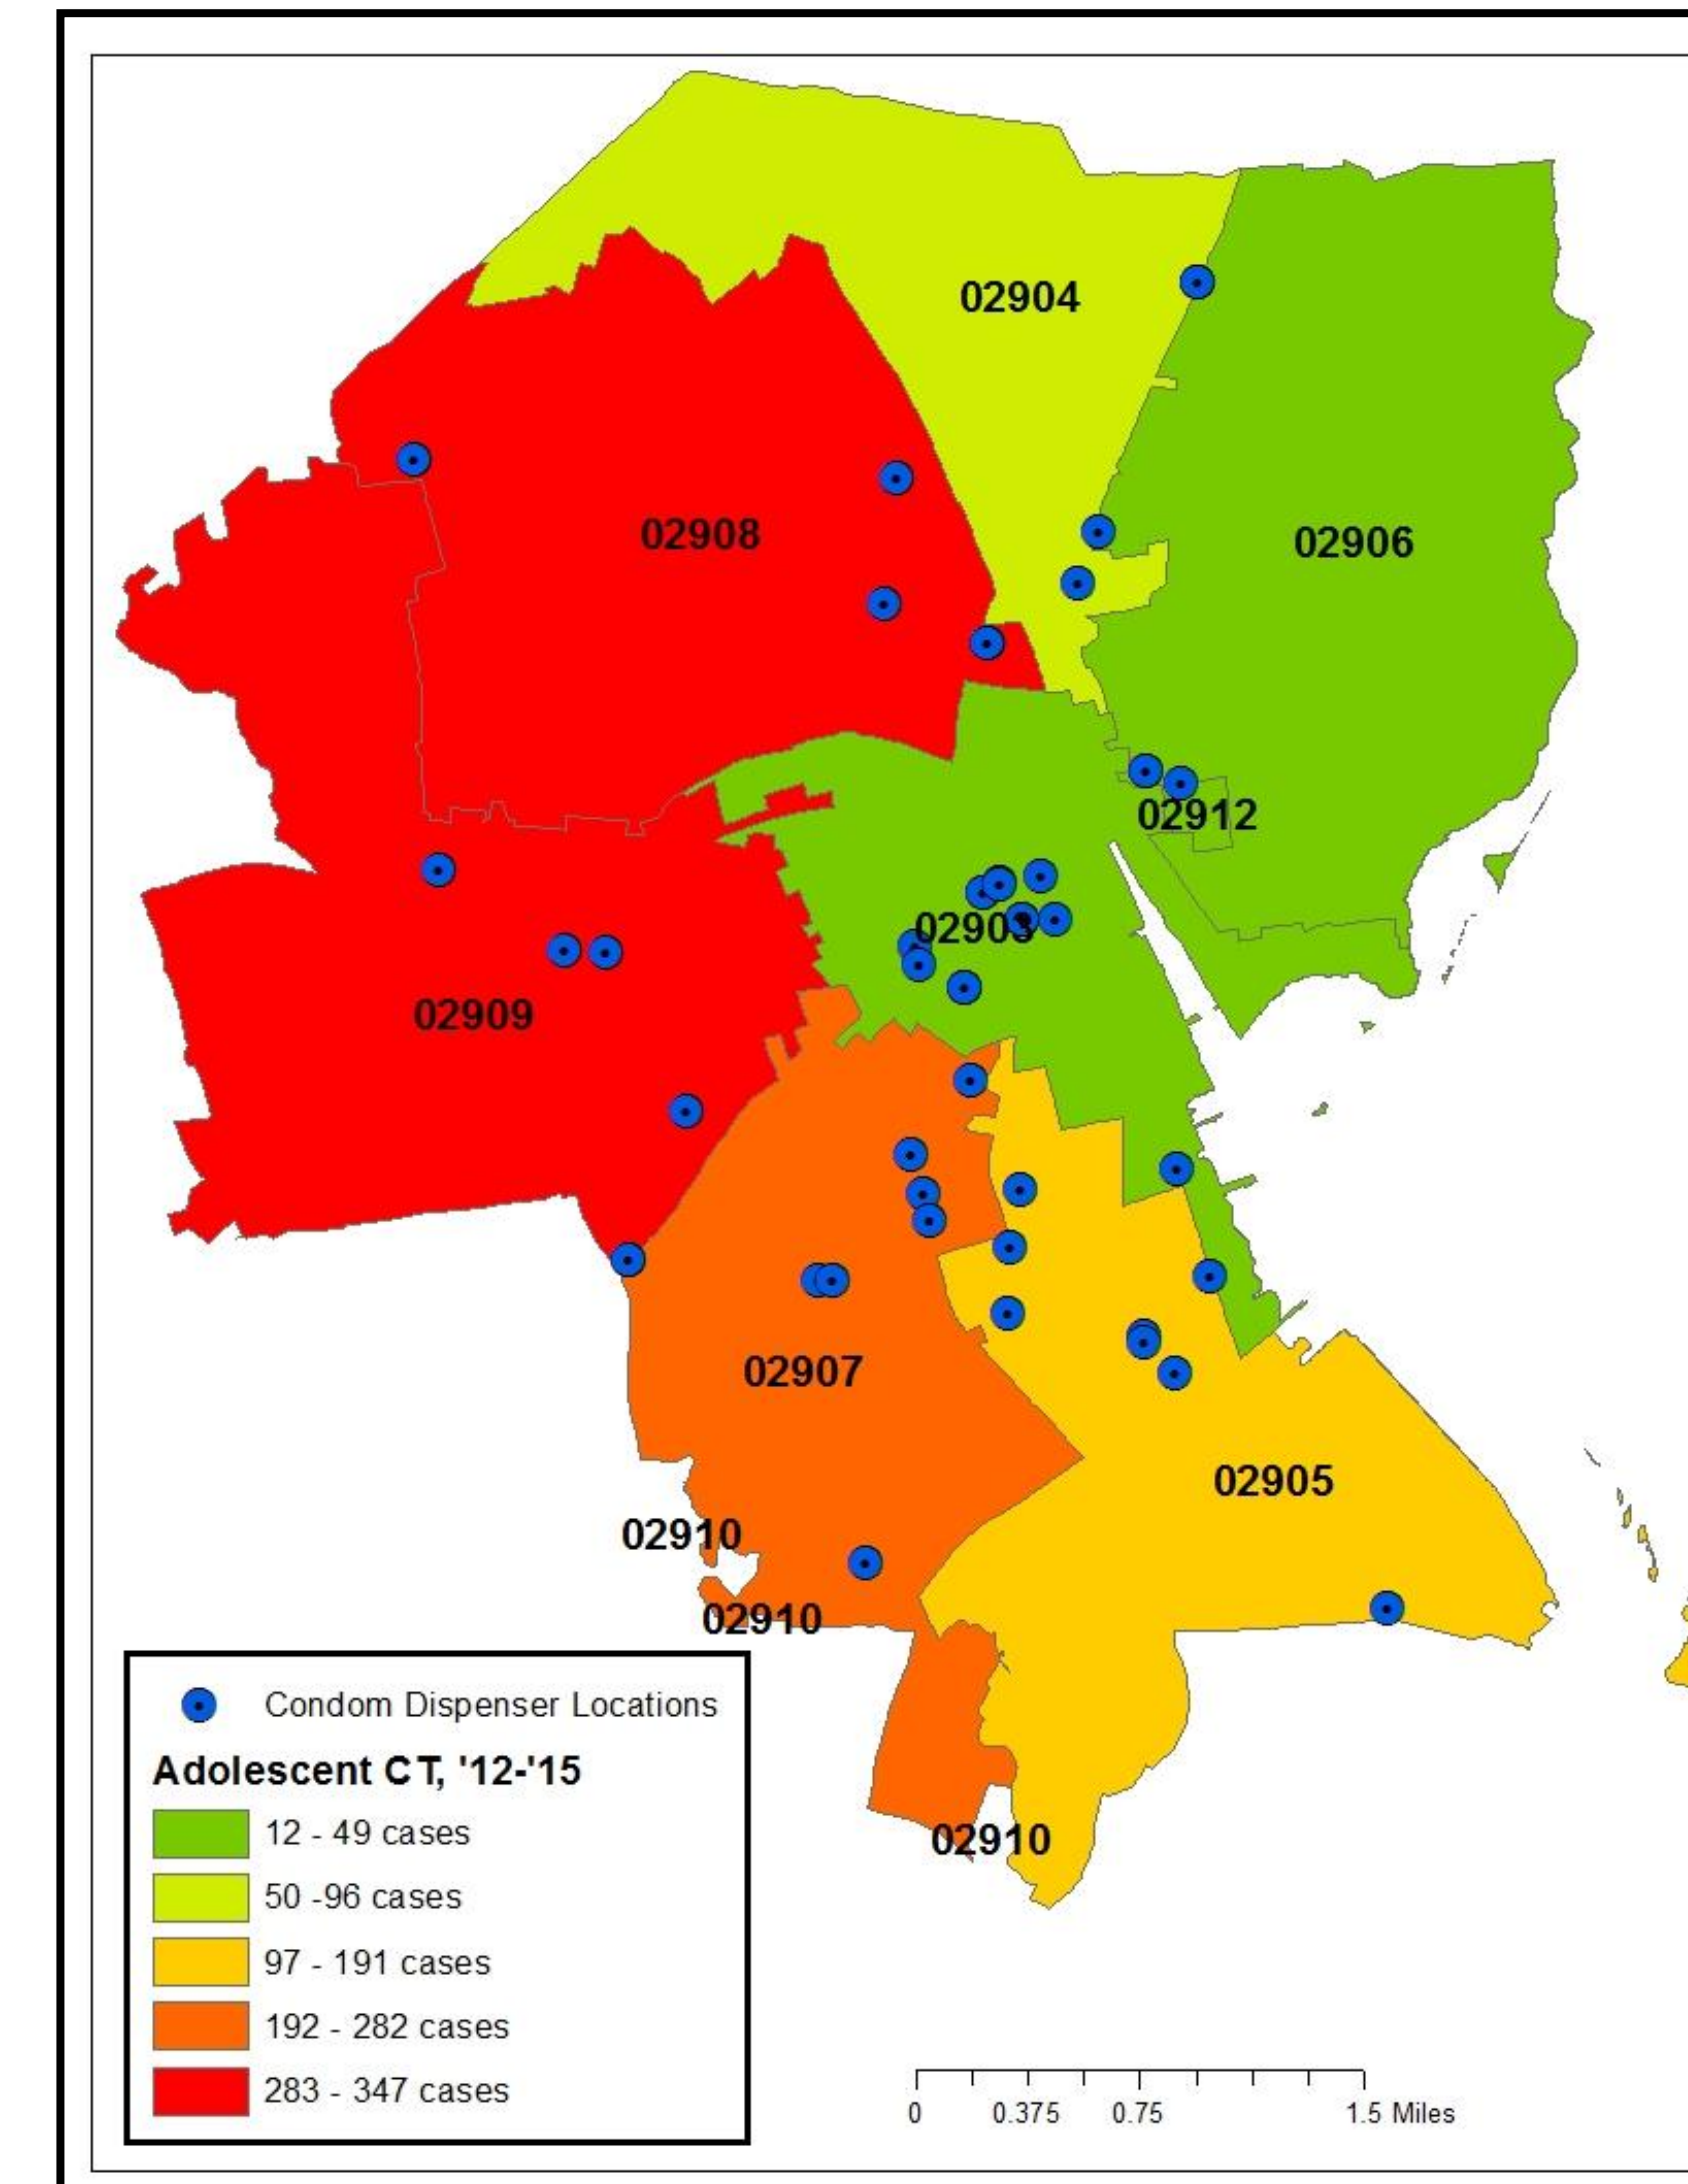 02904
02908
02906
02912
02903
02909
02907
02905
02910
02910
02910
Condom Dispenser Locations
Adolescent CT, '12-'15
12 - 49 cases
50 -96 cases
97 - 191 cases
192 - 282 cases
283 - 347 cases
0 0.375 0.75 1.5 Miles